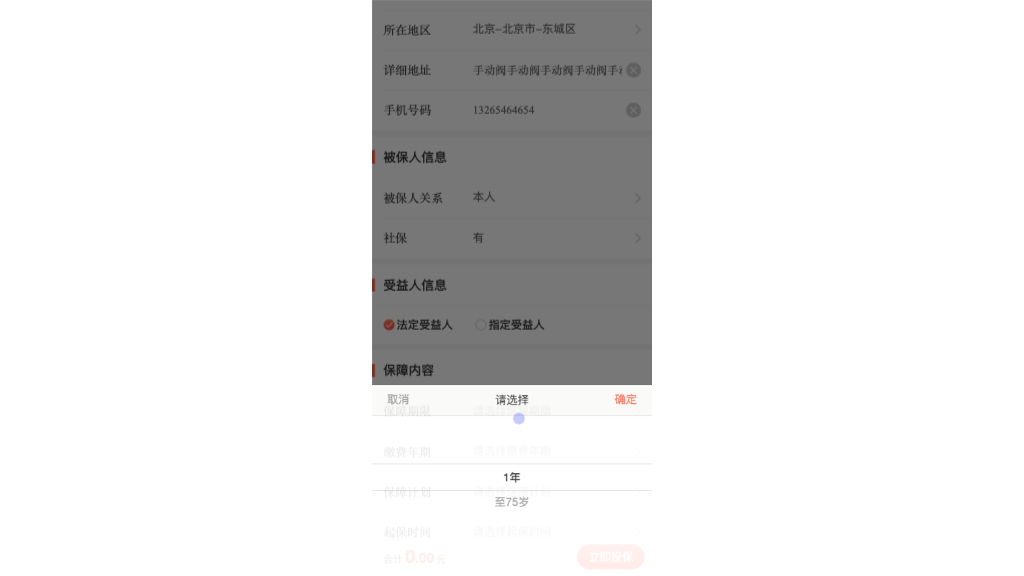 所在地区 北京-北京市-东城区
详细地址 手动阀手动阀手动阀手动阀手
手机号码 13265464654
被保人信息
被保人关系 本人
社保 有
受益人信息
法定受益人 指定受益人
保障内容
取消 请选择 确定
保障期限
缴费年期 请选择缴费年期
1年
保障计划
至75岁
起保时间 请选择起保时间
合计 0.00 元 立即投保